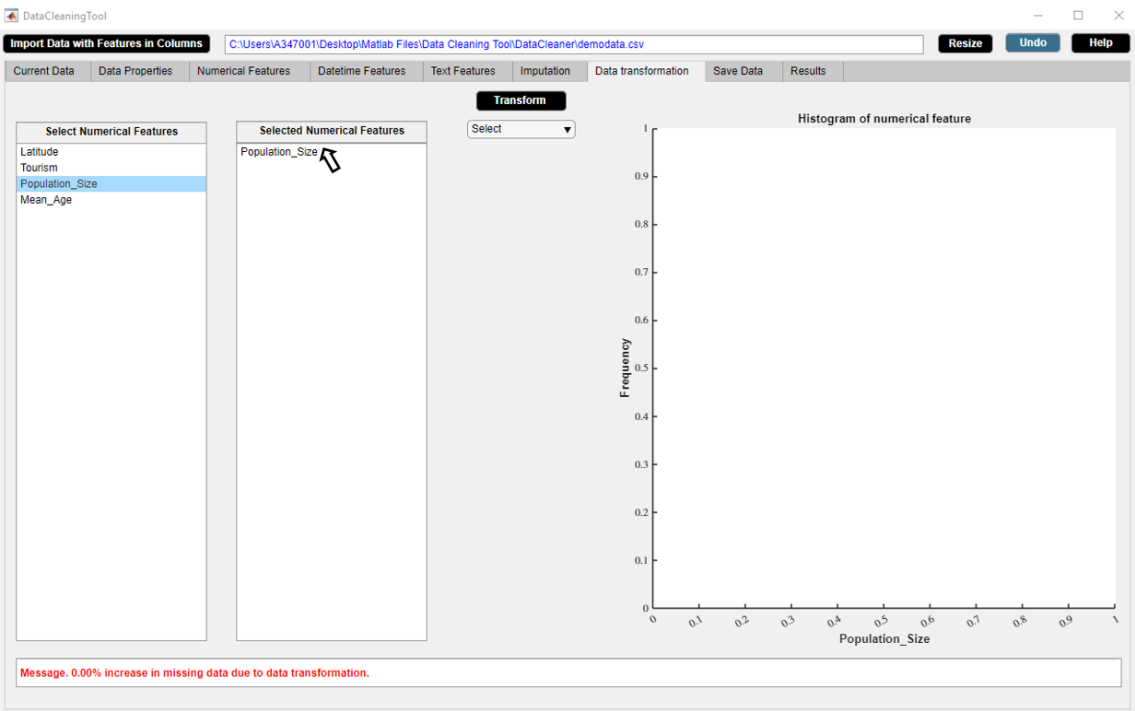 DataCleaningTool
Import Data with Features in Columns
C:\Users\A347001\Desktop\Matlab Files\Data Cleaning Tool\DataCleaner\demodata.csv
Resize
Undo
Help
Current Data
Data Properties
Numerical Features
Datetime Features
Text Features
Imputation
Data transformation
Save Data
Results
Transform
Select
Select Numerical Features
Latitude
Tourism
Population_Size
Mean_Age
Selected Numerical Features
Population_Size
Histogram of numerical feature
1
0.9
0.8
0.7
0.6
0.5
0.4
0.3
0.2
0.1
0
Frequency
0 0.1 0.2 0.3 0.4 0.5 0.6 0.7 0.8 0.9 1
Population_Size
Message. 0.00% increase in missing data due to data transformation.